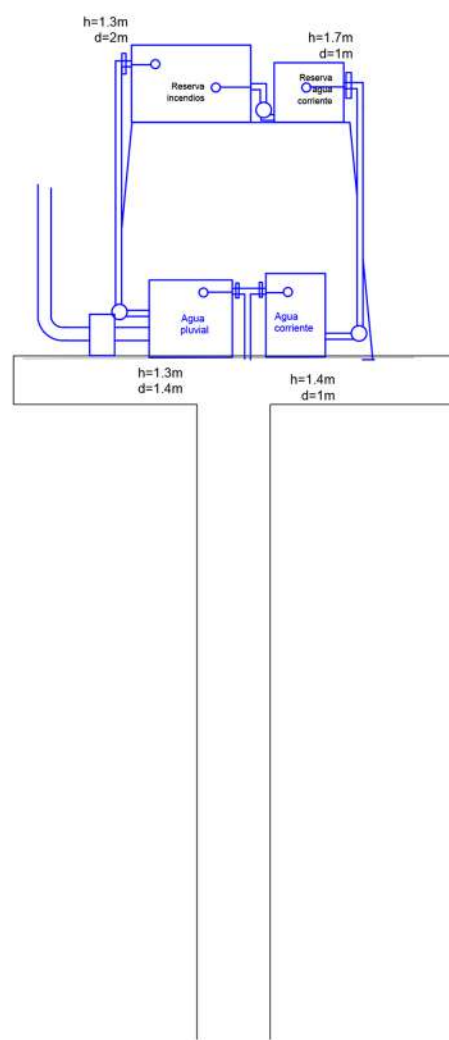 h=1.3m
d=2m
h=1.7m
d=1m
Reserva
incendios
Reserva
agua
corriente
Agua
pluvial
Agua
corriente
h=1.3m
d=1.4m
h=1.4m
d=1m